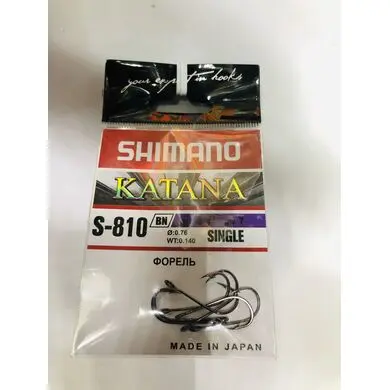 your expert in hooks
SHIMANO
KATANA
S-810 BN
Ø:0.76
WT:0.140
SINGLE
ФОРЕЛЬ
MADE IN JAPAN